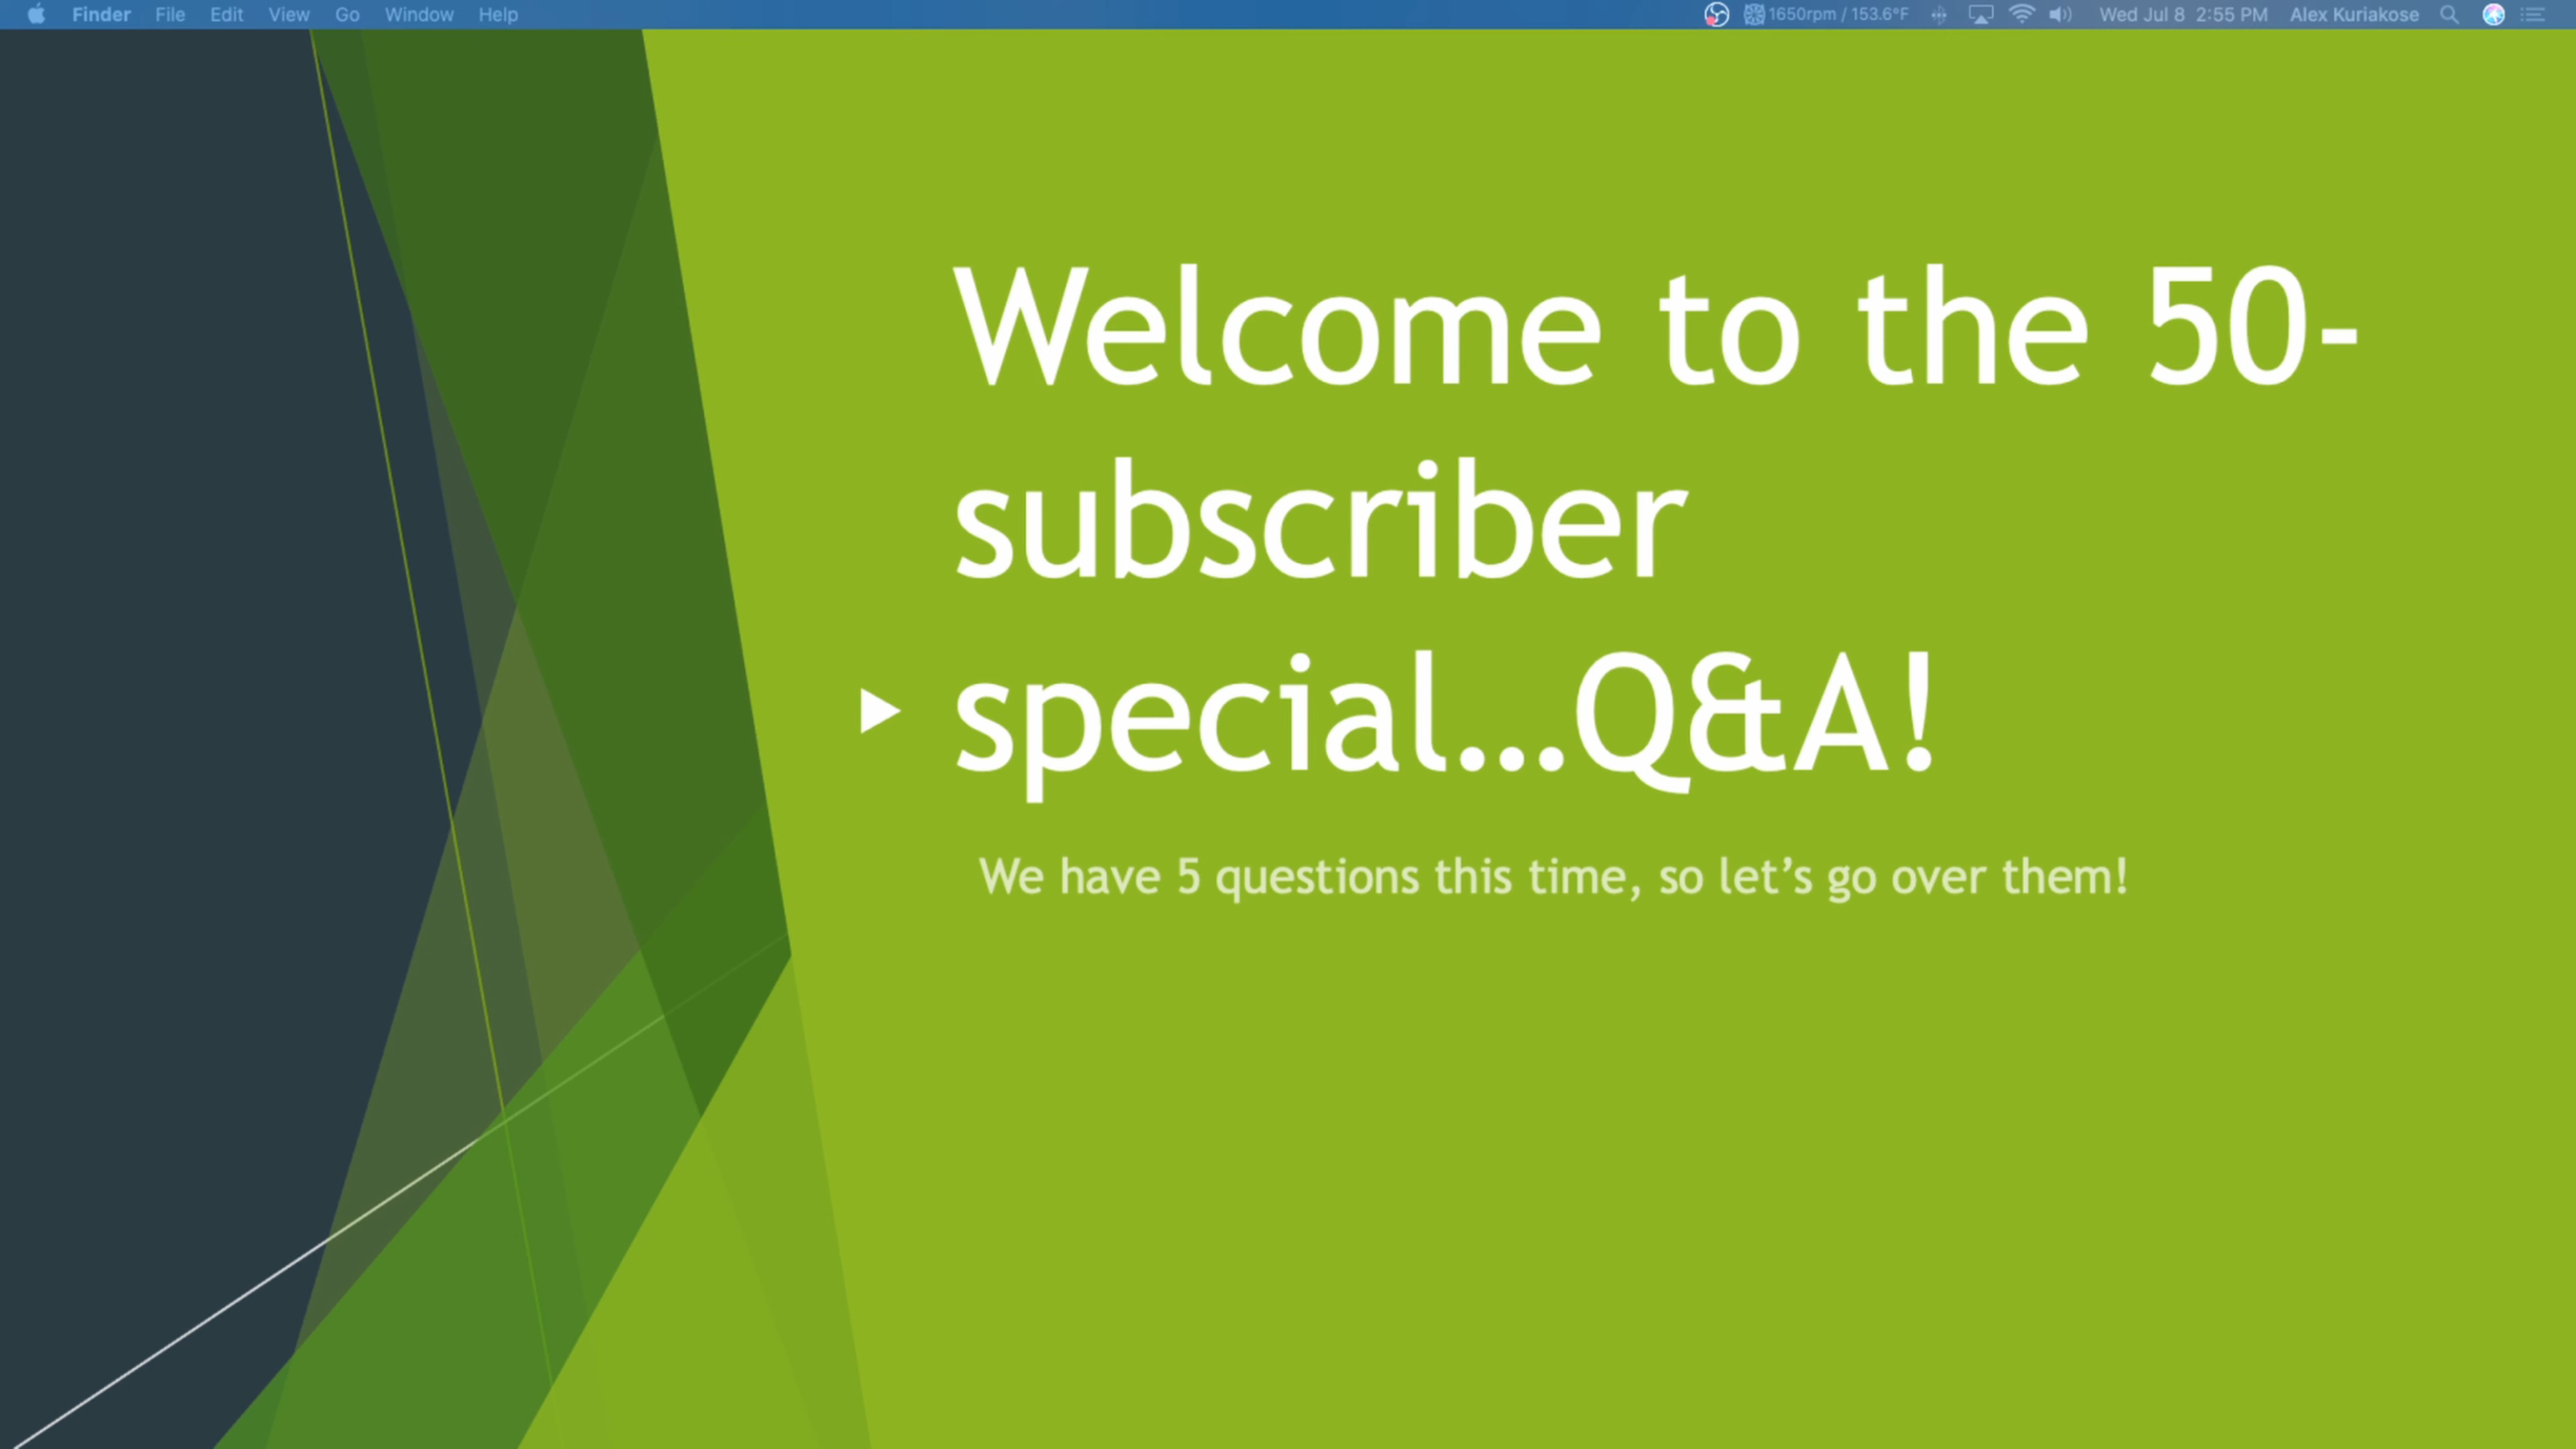 Finder File Edit View Go Window Help 1650rpm / 153.6°F Wed Jul 8 2:55 PM Alex Kuriakose
Welcome to the 50-
subscriber
special...Q&A!
We have 5 questions this time, so let's go over them!